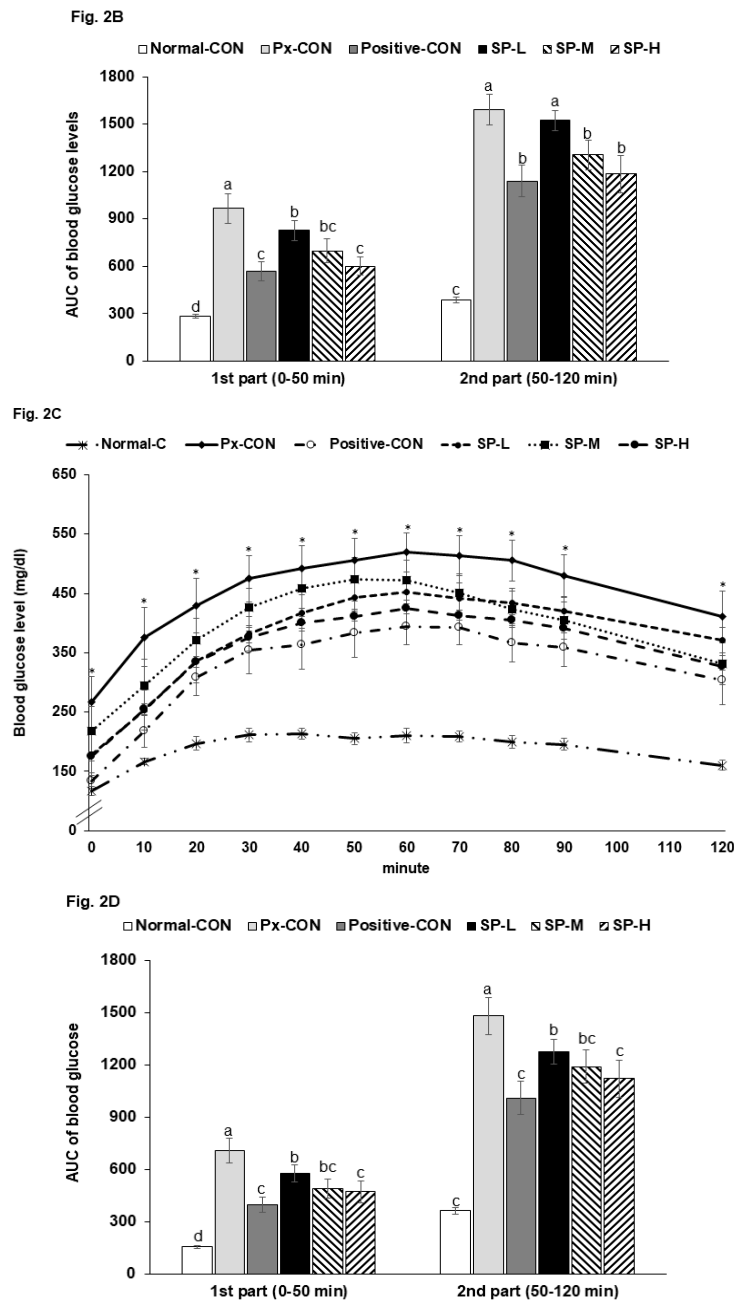 Fig. 2B
Normal-CON Px-CON Positive-CON SP-L SP-M SP-H
AUC of blood glucose levels
1800
1500
1200
900
600
300
0
d a c b bc c
c a b a b b
1st part (0-50 min) 2nd part (50-120 min)
Fig. 2C
Normal-C Px-CON Positive-CON SP-L SP-M SP-H
Blood glucose level (mg/dl)
650
550
450
350
250
150
0
* * * * * * * * * * *
0 10 20 30 40 50 60 70 80 90 100 110 120
minute
Fig. 2D
Normal-CON Px-CON Positive-CON SP-L SP-M SP-H
AUC of blood glucose
1800
1500
1200
900
600
300
0
d a c b bc c
c a c b bc c
1st part (0-50 min) 2nd part (50-120 min)